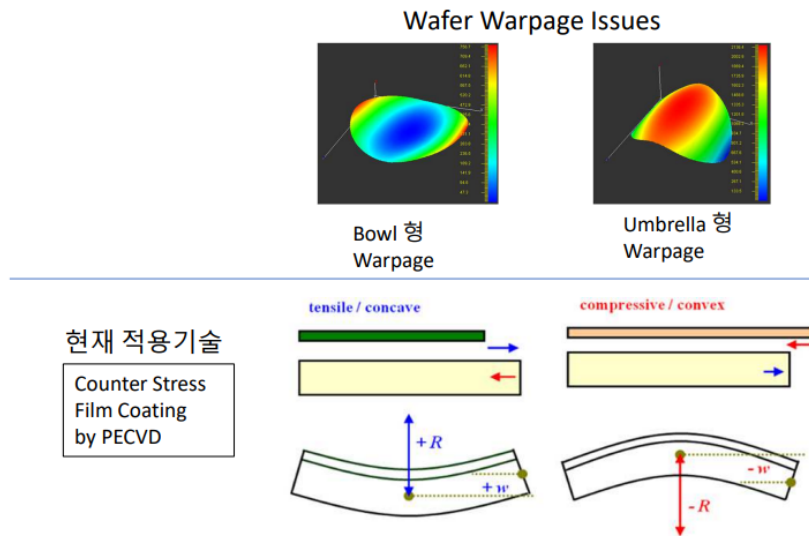 Wafer Warpage Issues
Bowl 형
Warpage
Umbrella 형
Warpage
현재 적용기술
Counter Stress
Film Coating
by PECVD
tensile / concave
compressive / convex
+R
+w
-w
-R